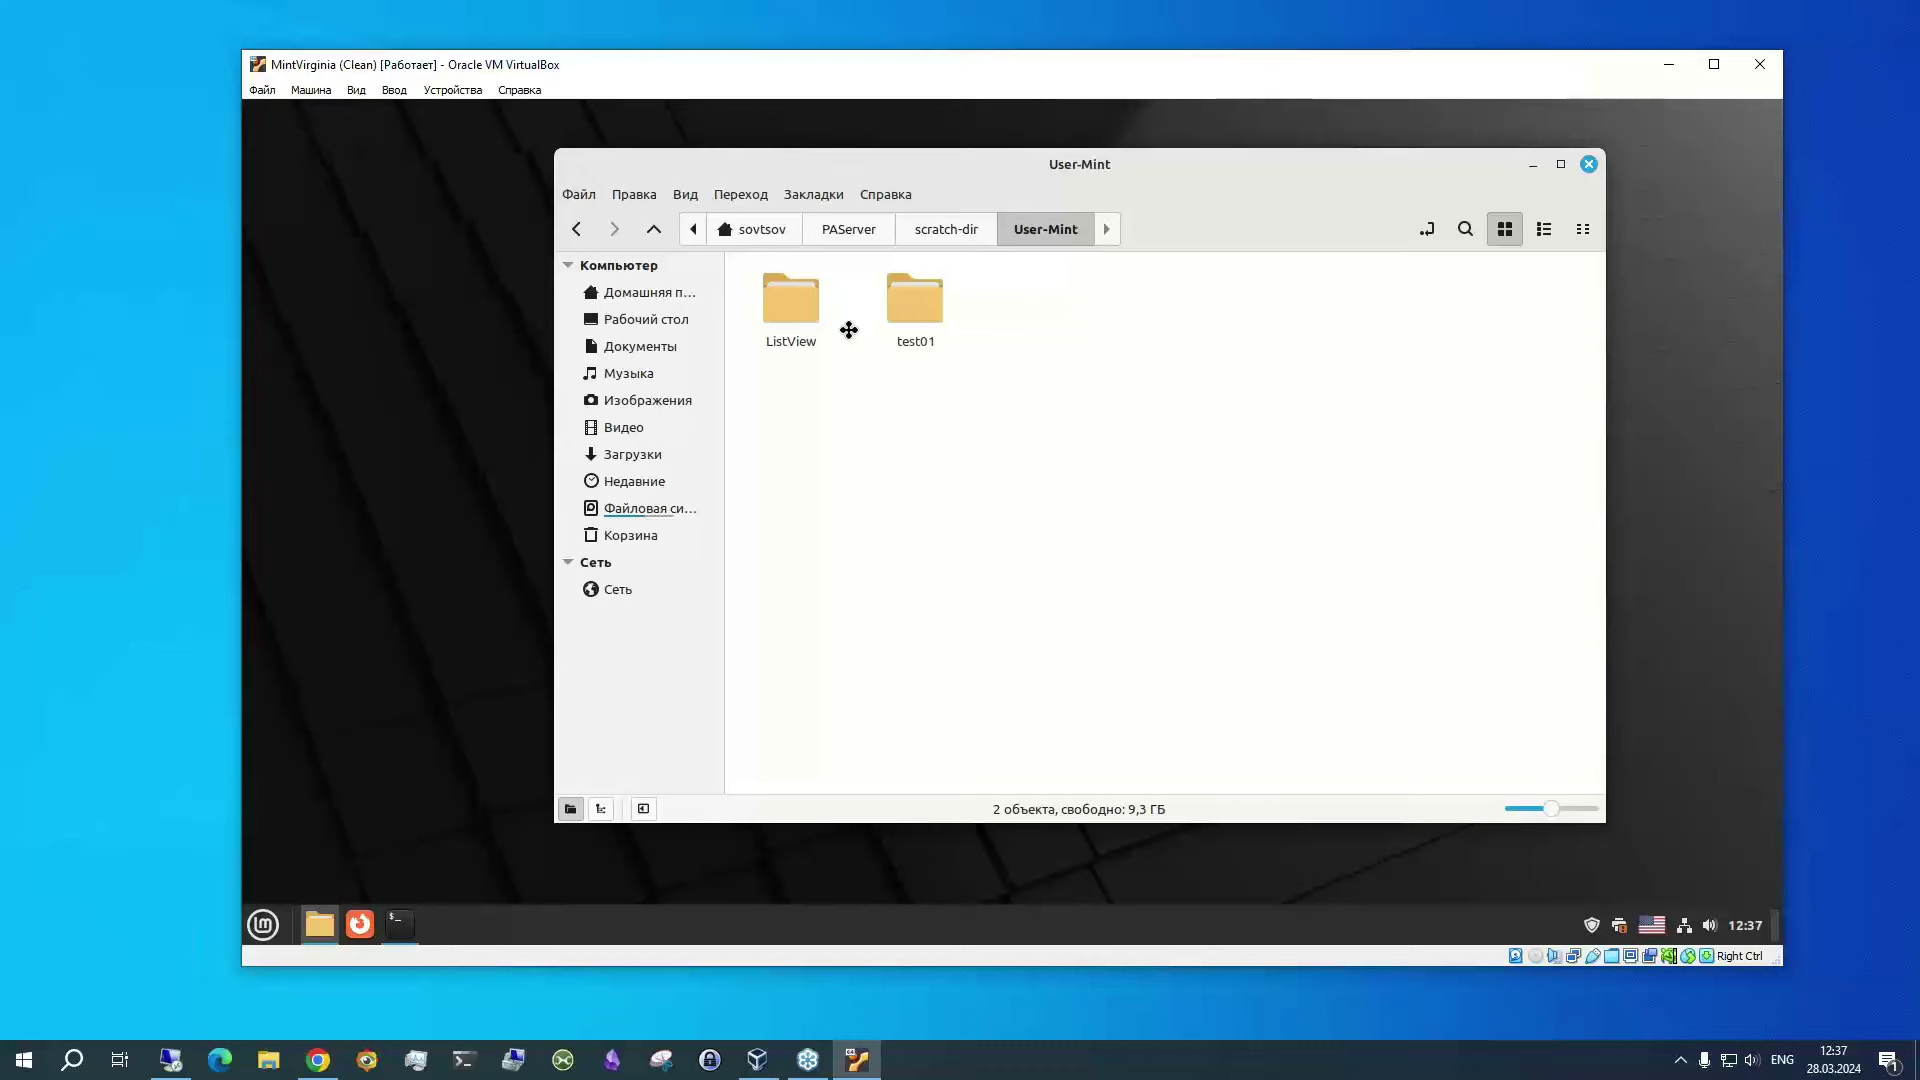 MintVirginia (Clean) [Работает] - Oracle VM VirtualBox
Файл Машина Вид Ввод Устройства Справка
User-Mint
Файл Правка Вид Переход Закладки Справка
sovtsov PAServer scratch-dir User-Mint
Компьютер
Домашняя п...
Рабочий стол
Документы
Музыка
Изображения
Видео
Загрузки
Недавние
Файловая си...
Корзина
Сеть
Сеть
ListView test01
2 объекта, свободно: 9,3 ГБ
12:37
Right Ctrl
ENG
12:37
28.03.2024
1